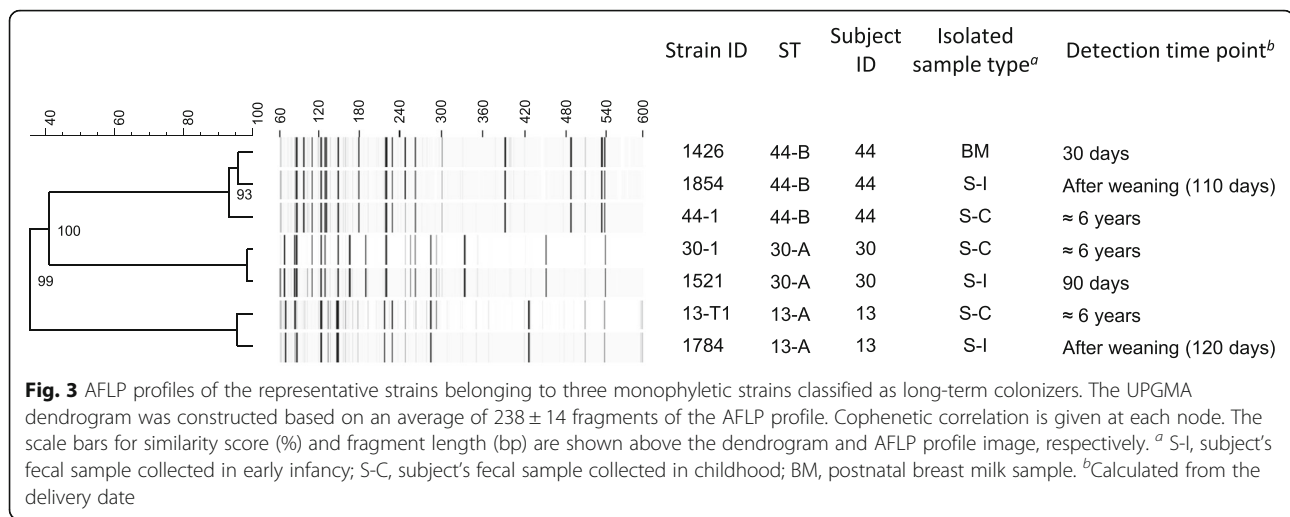 Strain ID ST Subject ID Isolated sample typeᵃ Detection time pointᵇ
40 60 80 100 60 120 180 240 300 360 420 480 540 600
1426 44-B 44 BM 30 days
93 1854 44-B 44 S-I After weaning (110 days)
44-1 44-B 44 S-C ≈ 6 years
100 30-1 30-A 30 S-C ≈ 6 years
99 1521 30-A 30 S-I 90 days
13-T1 13-A 13 S-C ≈ 6 years
1784 13-A 13 S-I After weaning (120 days)
Fig. 3 AFLP profiles of the representative strains belonging to three monophyletic strains classified as long-term colonizers. The UPGMA
dendrogram was constructed based on an average of 238 ± 14 fragments of the AFLP profile. Cophenetic correlation is given at each node. The
scale bars for similarity score (%) and fragment length (bp) are shown above the dendrogram and AFLP profile image, respectively. ᵃ S-I, subject's
fecal sample collected in early infancy; S-C, subject's fecal sample collected in childhood; BM, postnatal breast milk sample. ᵇCalculated from the
delivery date